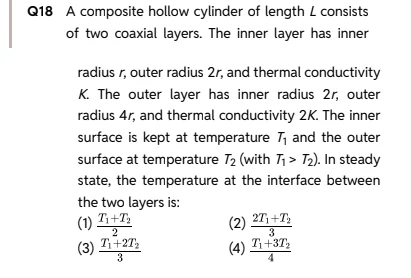 Q18 A composite hollow cylinder of length L consists
of two coaxial layers. The inner layer has inner
radius r, outer radius 2r, and thermal conductivity
K. The outer layer has inner radius 2r, outer
radius 4r, and thermal conductivity 2K. The inner
surface is kept at temperature T₁ and the outer
surface at temperature T₂ (with T₁ > T₂). In steady
state, the temperature at the interface between
the two layers is:
(1) \frac{T₁+T₂}{2} (2) \frac{2T₁+T₂}{3}
(3) \frac{T₁+2T₂}{3} (4) \frac{T₁+3T₂}{4}